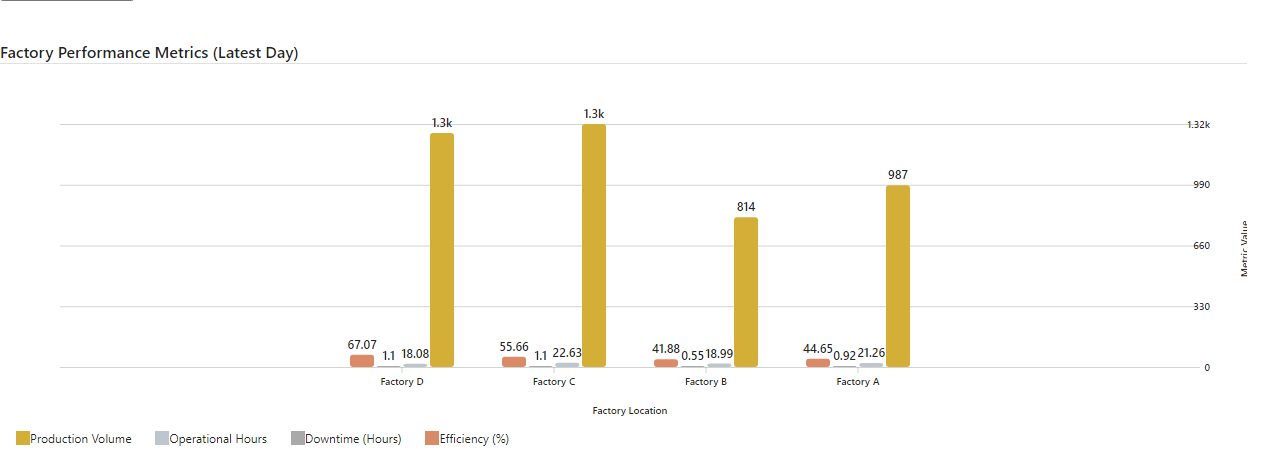 Factory Performance Metrics (Latest Day)
1.3k
1.3k
1.32k
987
990
814
660
Metric Value
330
67.07
1.1
18.08
55.66
1.1
22.63
41.88
0.55
18.99
44.65
0.92
21.26
0
Factory D
Factory C
Factory B
Factory A
Factory Location
Production Volume
Operational Hours
Downtime (Hours)
Efficiency (%)